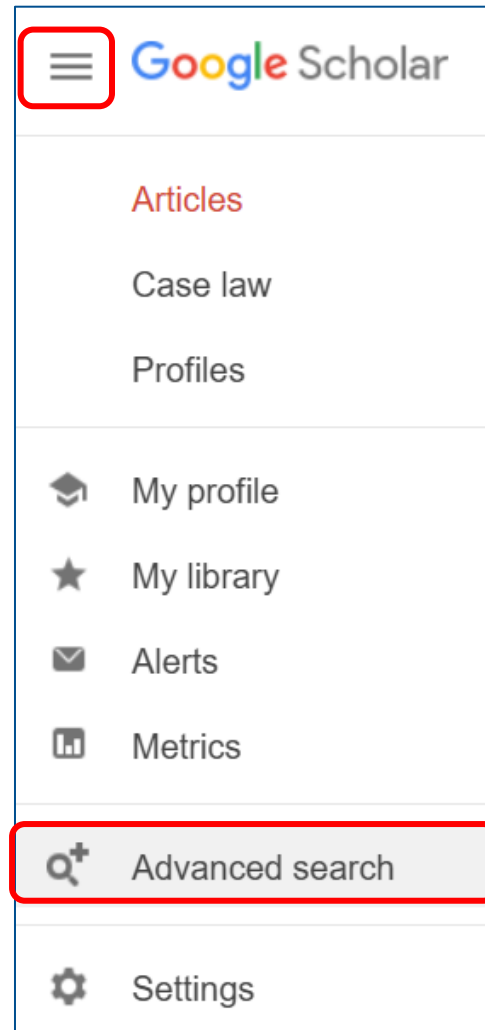 Google Scholar
Articles
Case law
Profiles
My profile
My library
Alerts
Metrics
Advanced search
Settings